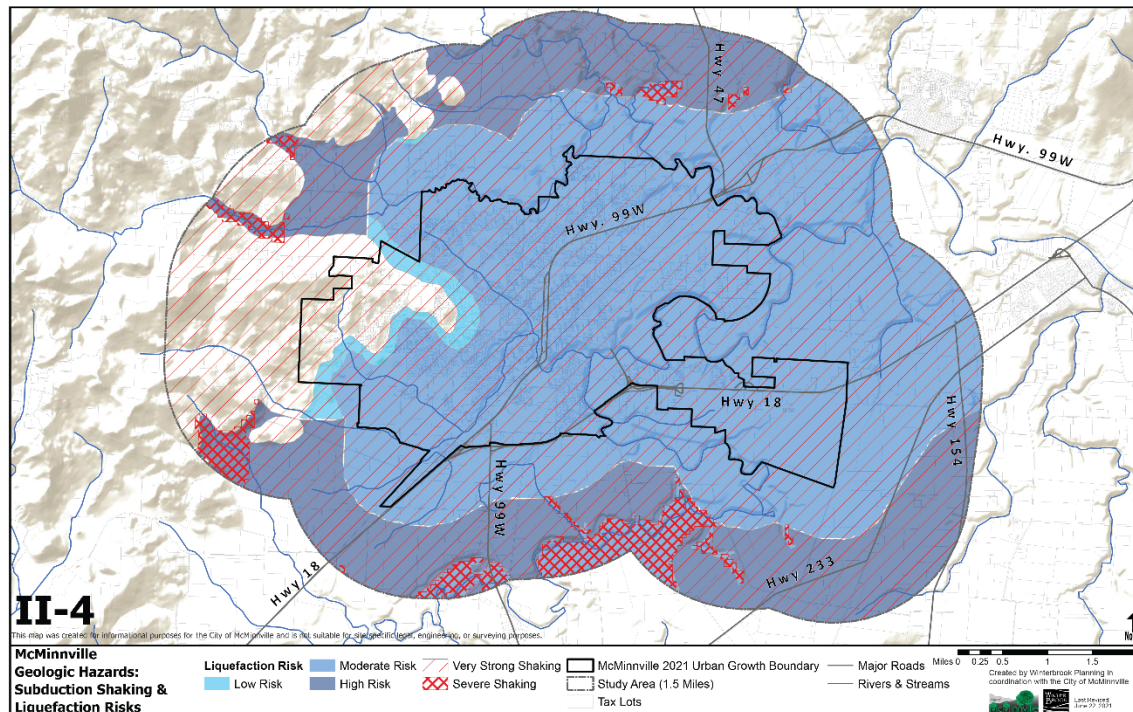 Hwy 47
Hwy. 99W
Hwy. 99W
Hwy 18
Hwy 154
Hwy 99W
Hwy 233
Hwy 18
II-4
This map was created for informational purposes for the City of McMinnville and is not suitable for site specific legal, engineering, or surveying purposes.
McMinnville
Geologic Hazards:
Subduction Shaking &
Liquefaction Risks
Liquefaction Risk
Low Risk
Moderate Risk
High Risk
Very Strong Shaking
Severe Shaking
McMinnville 2021 Urban Growth Boundary
Study Area (1.5 Miles)
Tax Lots
Major Roads
Rivers & Streams
Miles 0 0.25 0.5 1 1.5
Created by Winterbrook Planning in
coordination with the City of McMinnville
Last Revised
June 22, 2021